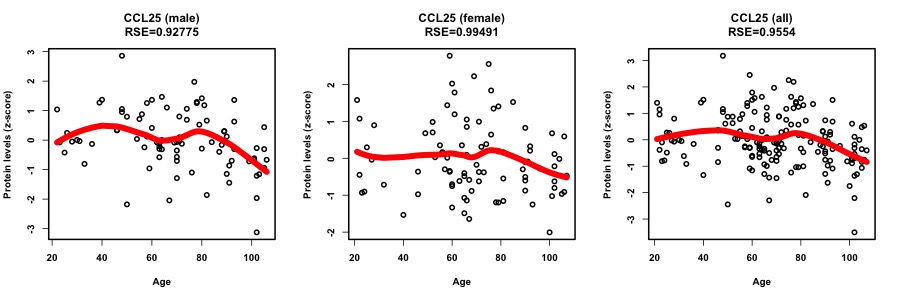 CCL25 (male)
RSE=0.92775
Protein levels (z-score)
3
2
1
0
-1
-2
-3
20 40 60 80 100
Age
CCL25 (female)
RSE=0.99491
Protein levels (z-score)
2
1
0
-1
-2
20 40 60 80 100
Age
CCL25 (all)
RSE=0.9554
Protein levels (z-score)
3
2
1
0
-1
-2
-3
20 40 60 80 100
Age